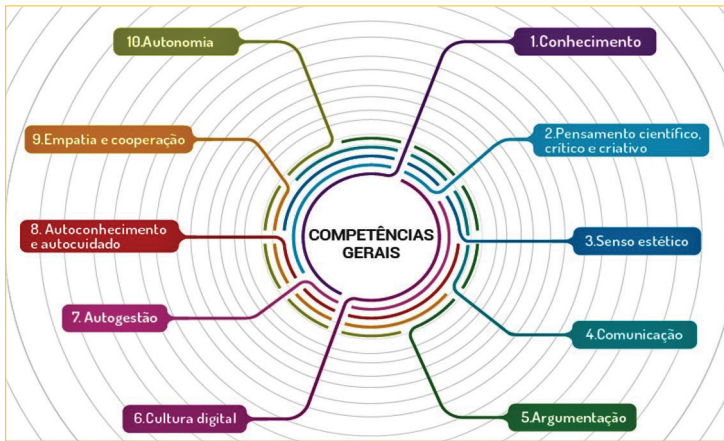 COMPETÊNCIAS
GERAIS
1.Conhecimento
2.Pensamento científico,
crítico e criativo
3.Senso estético
4.Comunicação
5.Argumentação
6.Cultura digital
7. Autogestão
8. Autoconhecimento
e autocuidado
9.Empatia e cooperação
10.Autonomia